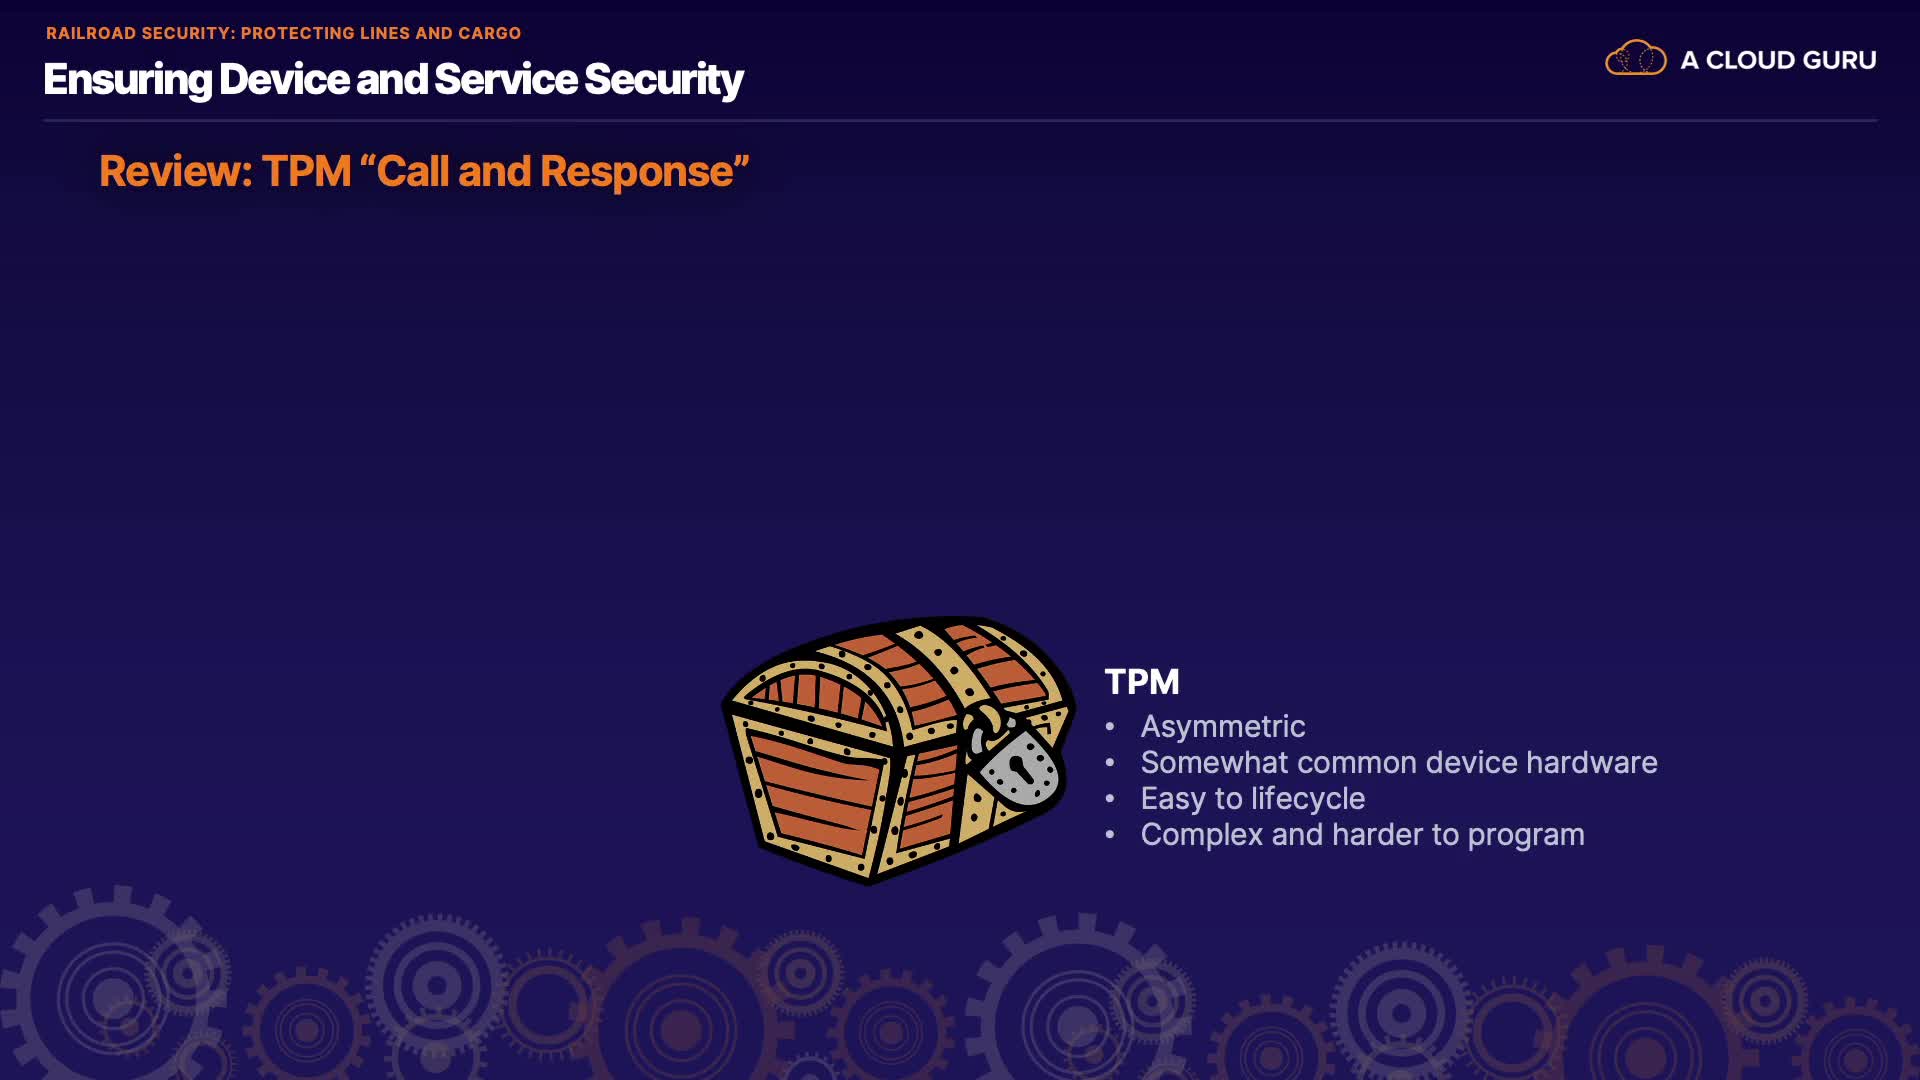 RAILROAD SECURITY: PROTECTING LINES AND CARGO
Ensuring Device and Service Security
A CLOUD GURU
Review: TPM “Call and Response”
TPM
• Asymmetric
• Somewhat common device hardware
• Easy to lifecycle
• Complex and harder to program